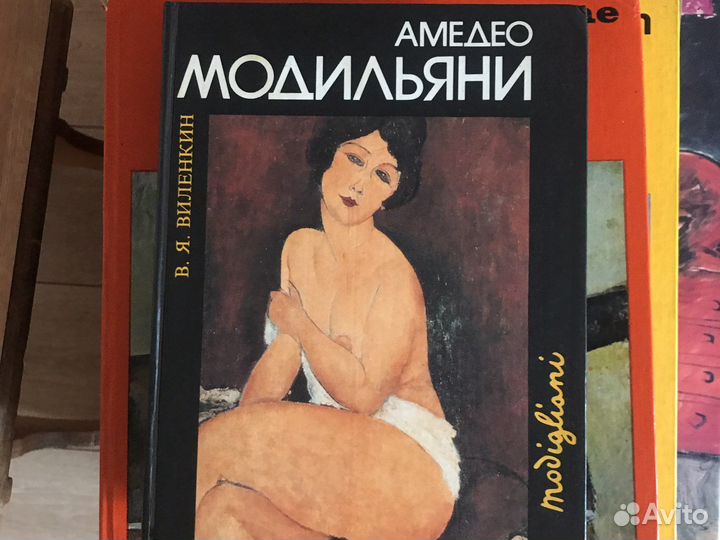 АМЕДЕО
МОДИЛЬЯНИ
В. Я. ВИЛЕНКИН
modigliani
Avito